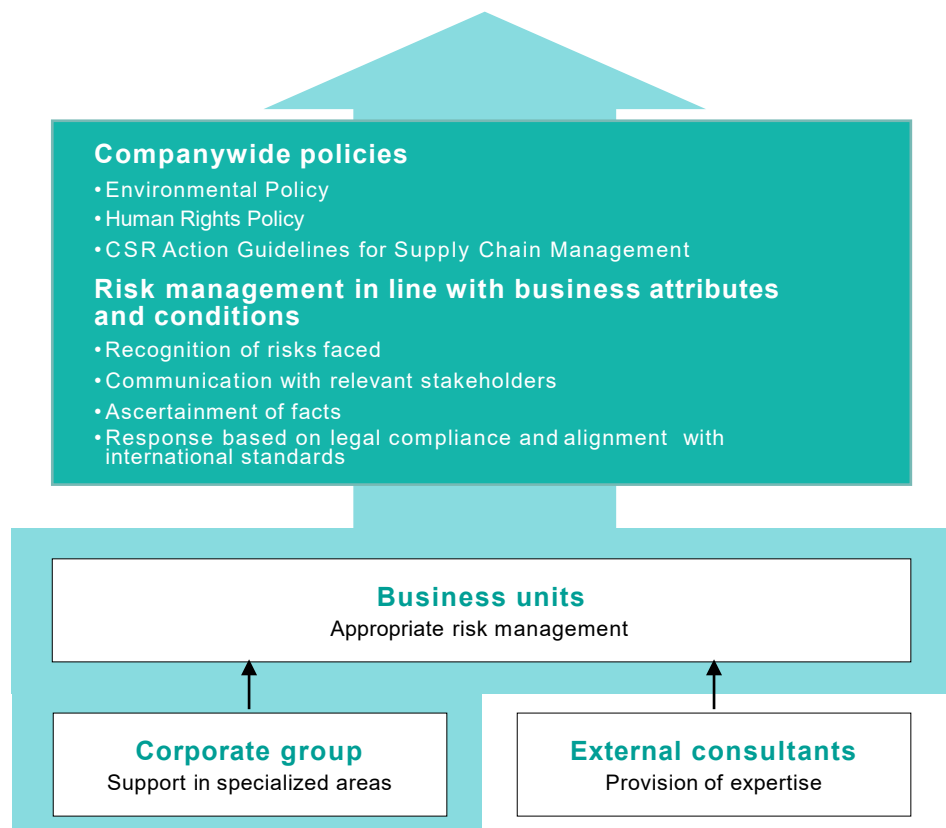 Companywide policies
• Environmental Policy
• Human Rights Policy
• CSR Action Guidelines for Supply Chain Management
Risk management in line with business attributes
and conditions
• Recognition of risks faced
• Communication with relevant stakeholders
• Ascertainment of facts
• Response based on legal compliance and alignment with
international standards
Business units
Appropriate risk management
Corporate group
Support in specialized areas
External consultants
Provision of expertise